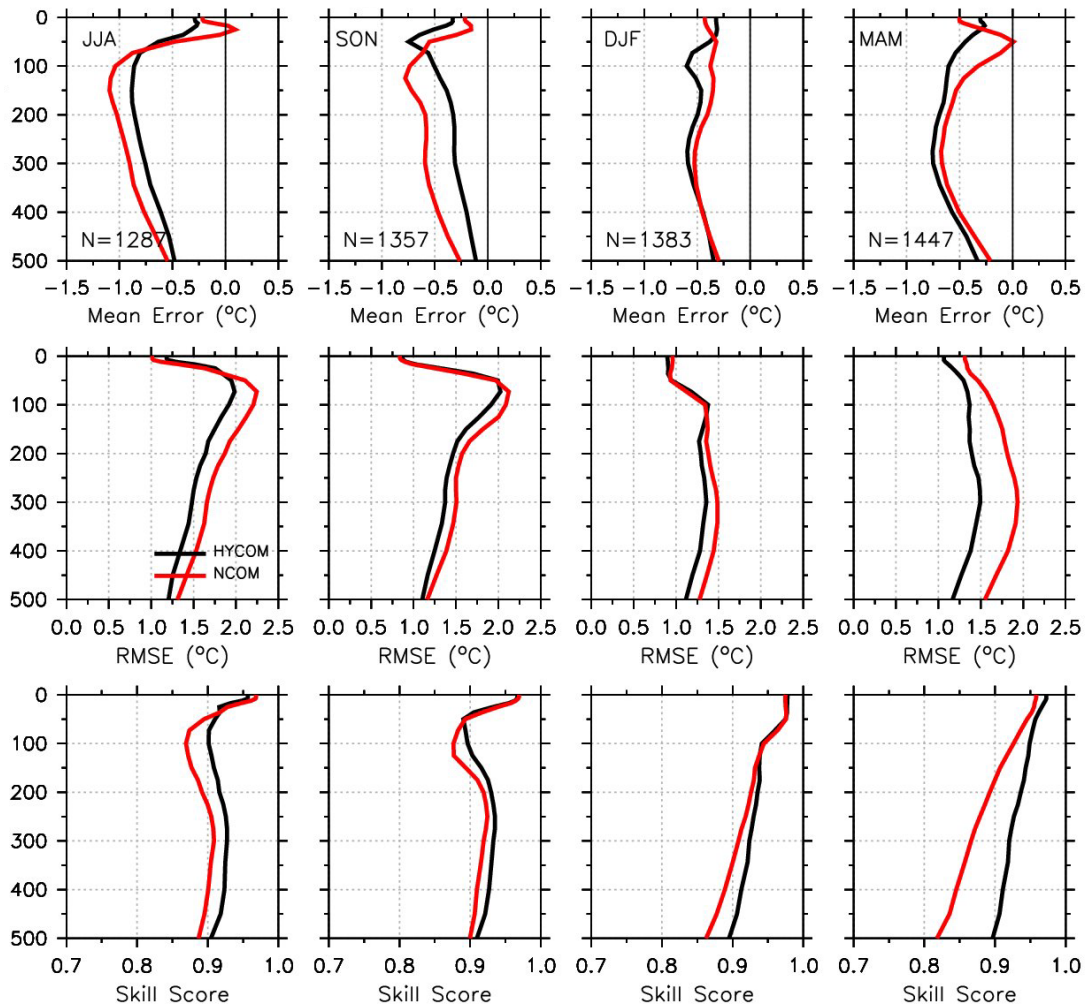 JJA SON DJF MAM
0 100 200 300 400 500
N=1287 N=1357 N=1383 N=1447
−1.5 −1.0 −0.5 0.0 0.5 −1.5 −1.0 −0.5 0.0 0.5 −1.5 −1.0 −0.5 0.0 0.5 −1.5 −1.0 −0.5 0.0 0.5
Mean Error (°C) Mean Error (°C) Mean Error (°C) Mean Error (°C)
0 100 200 300 400 500
HYCOM
NCOM
0.0 0.5 1.0 1.5 2.0 2.5 0.0 0.5 1.0 1.5 2.0 2.5 0.0 0.5 1.0 1.5 2.0 2.5 0.0 0.5 1.0 1.5 2.0 2.5
RMSE (°C) RMSE (°C) RMSE (°C) RMSE (°C)
0 100 200 300 400 500
0.7 0.8 0.9 1.0 0.7 0.8 0.9 1.0 0.7 0.8 0.9 1.0 0.7 0.8 0.9 1.0
Skill Score Skill Score Skill Score Skill Score